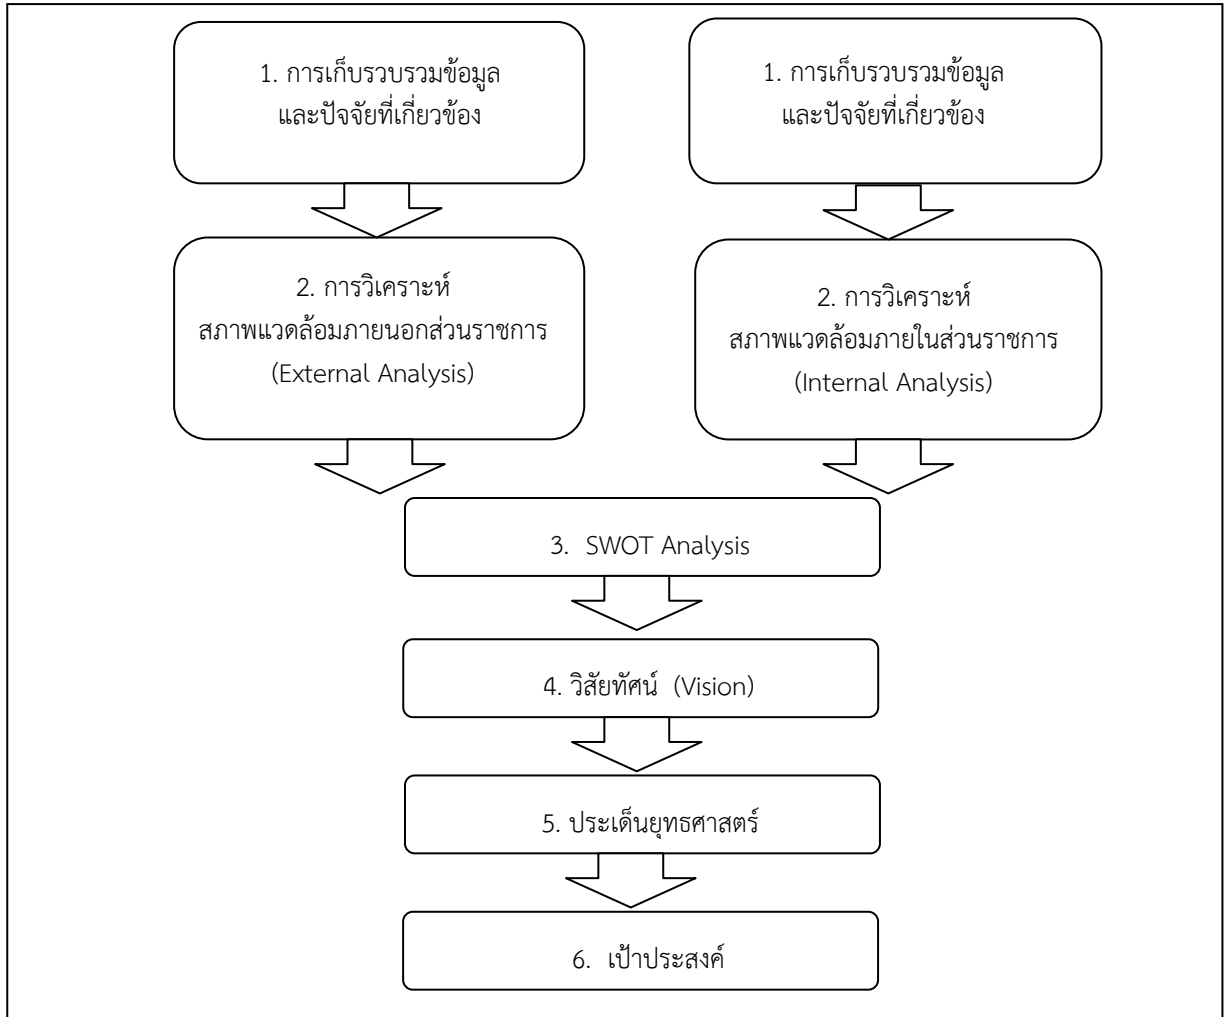 1. การเก็บรวบรวมข้อมูล
และปัจจัยที่เกี่ยวข้อง
1. การเก็บรวบรวมข้อมูล
และปัจจัยที่เกี่ยวข้อง
2. การวิเคราะห์
สภาพแวดล้อมภายนอกส่วนราชการ
(External Analysis)
2. การวิเคราะห์
สภาพแวดล้อมภายในส่วนราชการ
(Internal Analysis)
3. SWOT Analysis
4. วิสัยทัศน์ (Vision)
5. ประเด็นยุทธศาสตร์
6. เป้าประสงค์